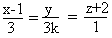 x-1/3 = y/3k = z+2/1